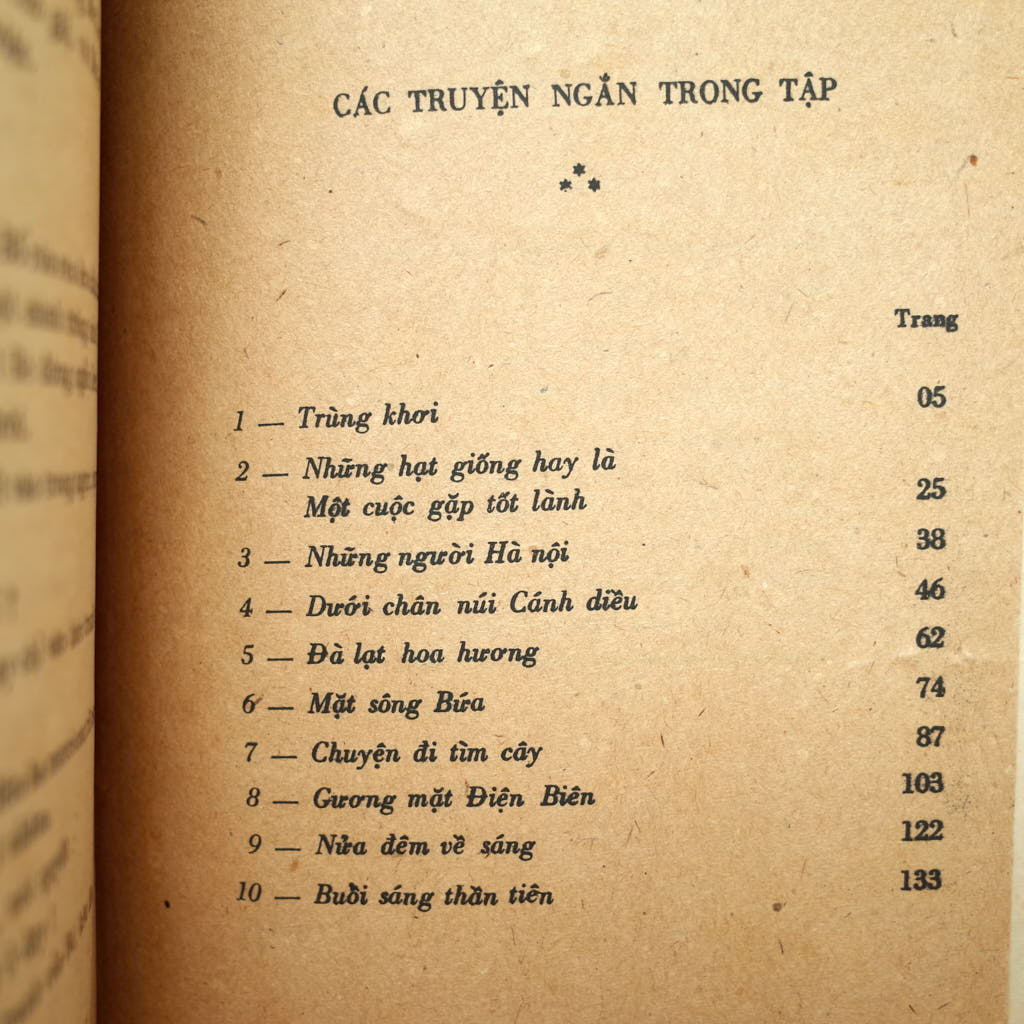 CÁC TRUYỆN NGẮN TRONG TẬP
Trang
1 — Trùng khơi 05
2 — Những hạt giống hay là
Một cuộc gặp tốt lành 25
3 — Những người Hà nội 38
4 — Dưới chân núi Cánh diều 46
5 — Đà lạt hoa hương 62
6 — Mặt sông Bứa 74
7 — Chuyện đi tìm cây 87
8 — Gương mặt Điện Biên 103
9 — Nửa đêm về sáng 122
10 — Buổi sáng thần tiên 133